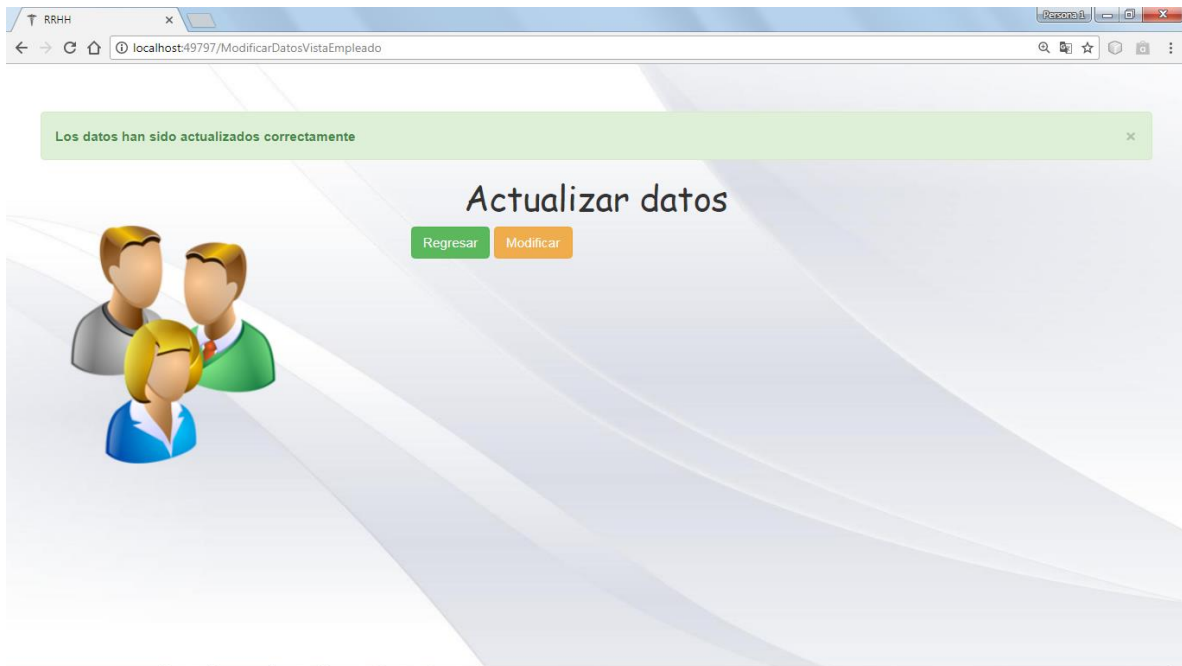 RRHH
Persona 1
localhost:49797/ModificarDatosVistaEmpleado
Los datos han sido actualizados correctamente
Actualizar datos
Regresar Modificar